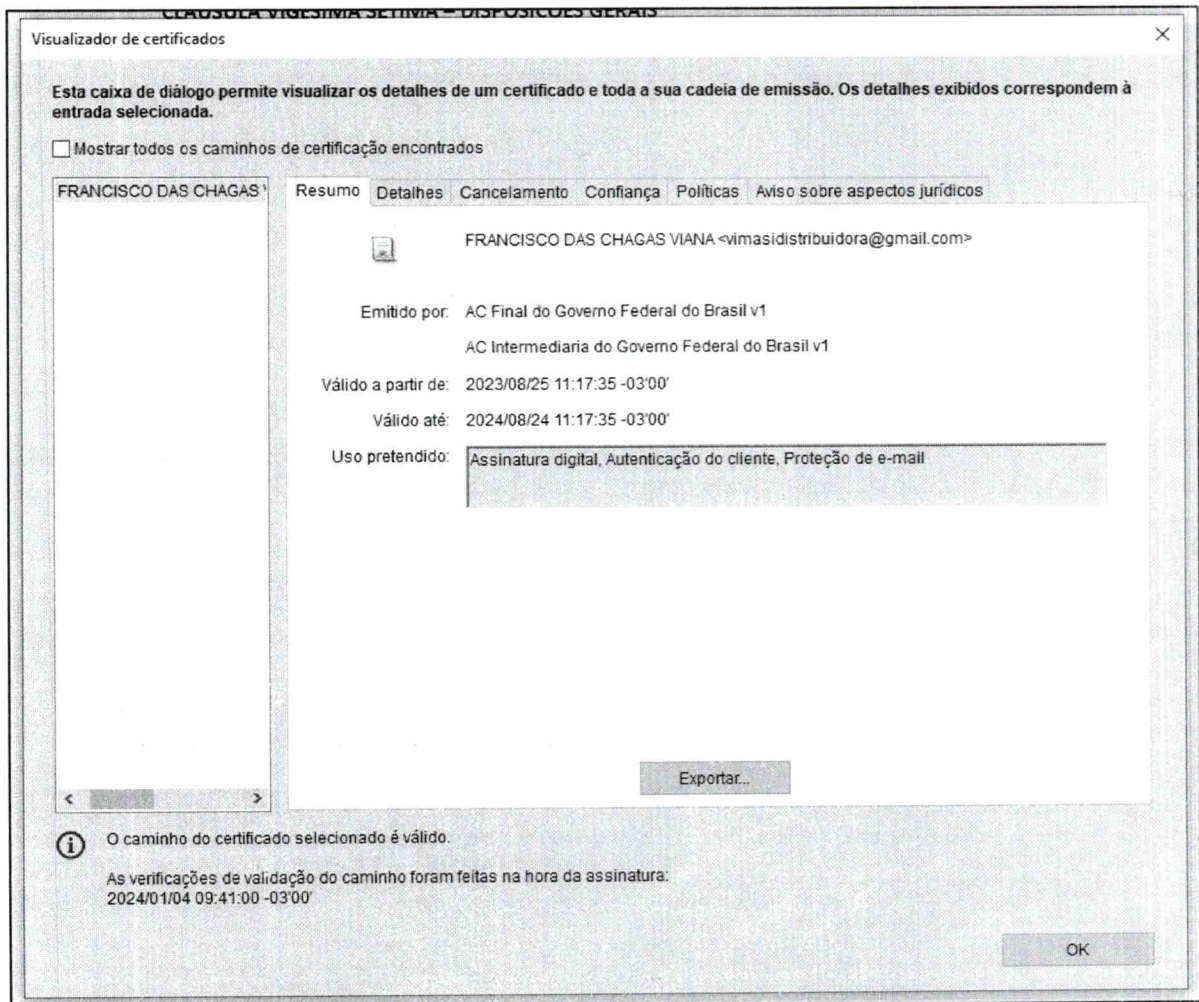 CLÁUSULA VIGÉSIMA SÉTIMA – DISPOSIÇÕES GERAIS
Visualizador de certificados
Esta caixa de diálogo permite visualizar os detalhes de um certificado e toda a sua cadeia de emissão. Os detalhes exibidos correspondem à
entrada selecionada.
Mostrar todos os caminhos de certificação encontrados
FRANCISCO DAS CHAGAS
Resumo Detalhes Cancelamento Confiança Políticas Aviso sobre aspectos jurídicos
FRANCISCO DAS CHAGAS VIANA <vimasidistribuidora@gmail.com>
Emitido por: AC Final do Governo Federal do Brasil v1
AC Intermediaria do Governo Federal do Brasil v1
Válido a partir de: 2023/08/25 11:17:35 -03'00'
Válido até: 2024/08/24 11:17:35 -03'00'
Uso pretendido: Assinatura digital, Autenticação do cliente, Proteção de e-mail
Exportar...
O caminho do certificado selecionado é válido.
As verificações de validação do caminho foram feitas na hora da assinatura:
2024/01/04 09:41:00 -03'00'
OK